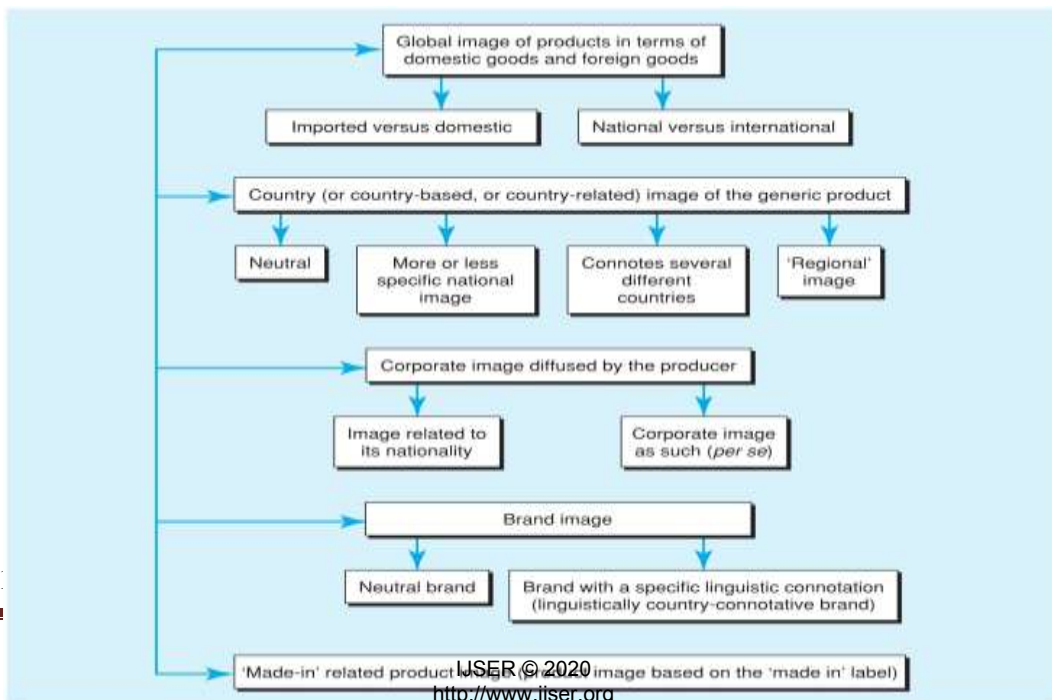 Global image of products in terms of
domestic goods and foreign goods
Imported versus domestic
National versus international
Country (or country-based, or country-related) image of the generic product
Neutral
More or less
specific national
image
Connotes several
different
countries
'Regional'
image
Corporate image diffused by the producer
Image related to
its nationality
Corporate image
as such (per se)
Brand image
Neutral brand
Brand with a specific linguistic connotation
(linguistically country-connotative brand)
'Made-in' related product image (product image based on the 'made in' label)
IJSER © 2020
http://www.ijser.org